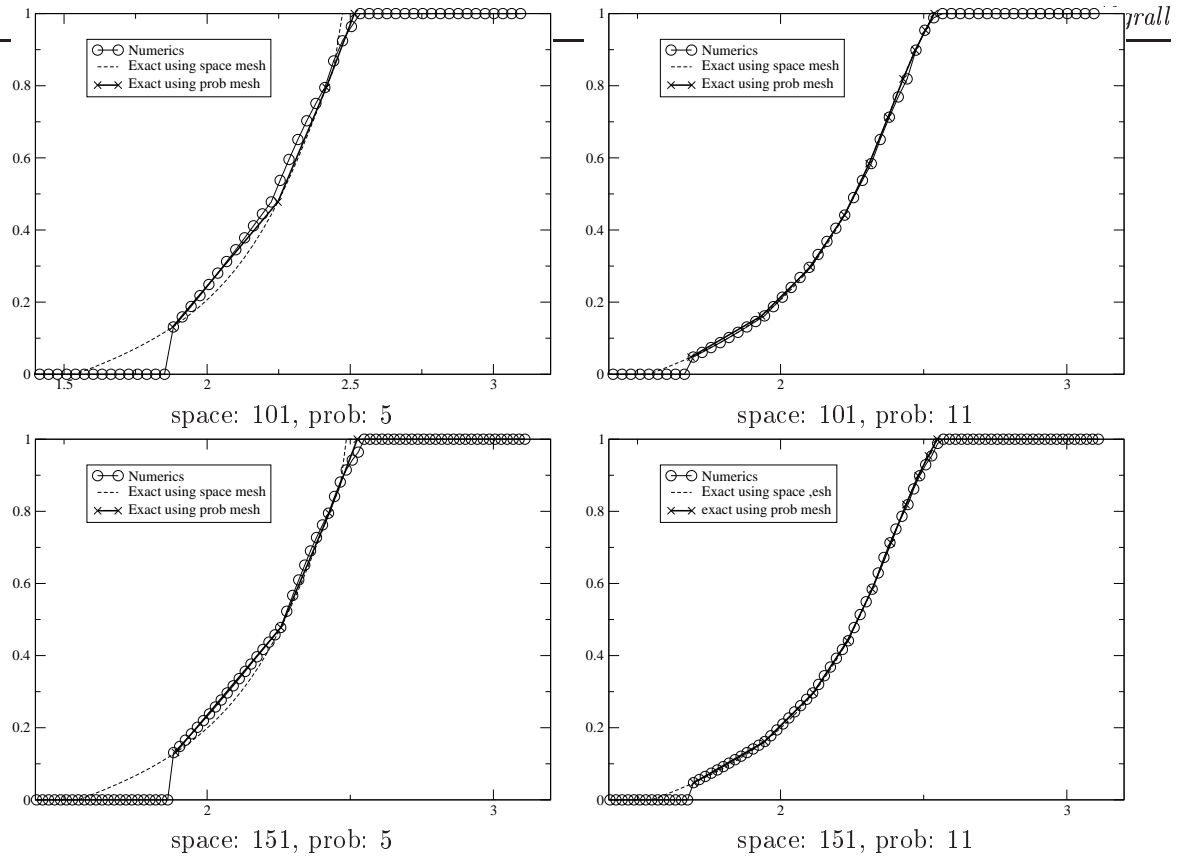 grall
1
0.8
0.6
0.4
0.2
0
Numerics
Exact using space mesh
Exact using prob mesh
1.5 2 2.5 3
space: 101, prob: 5
1
0.8
0.6
0.4
0.2
0
Numerics
Exact using space mesh
Exact using prob mesh
2 3
space: 101, prob: 11
1
0.8
0.6
0.4
0.2
0
Numerics
Exact using space mesh
Exact using prob mesh
2 3
space: 151, prob: 5
1
0.8
0.6
0.4
0.2
0
Numerics
Exact using space ,esh
exact using prob mesh
2 3
space: 151, prob: 11